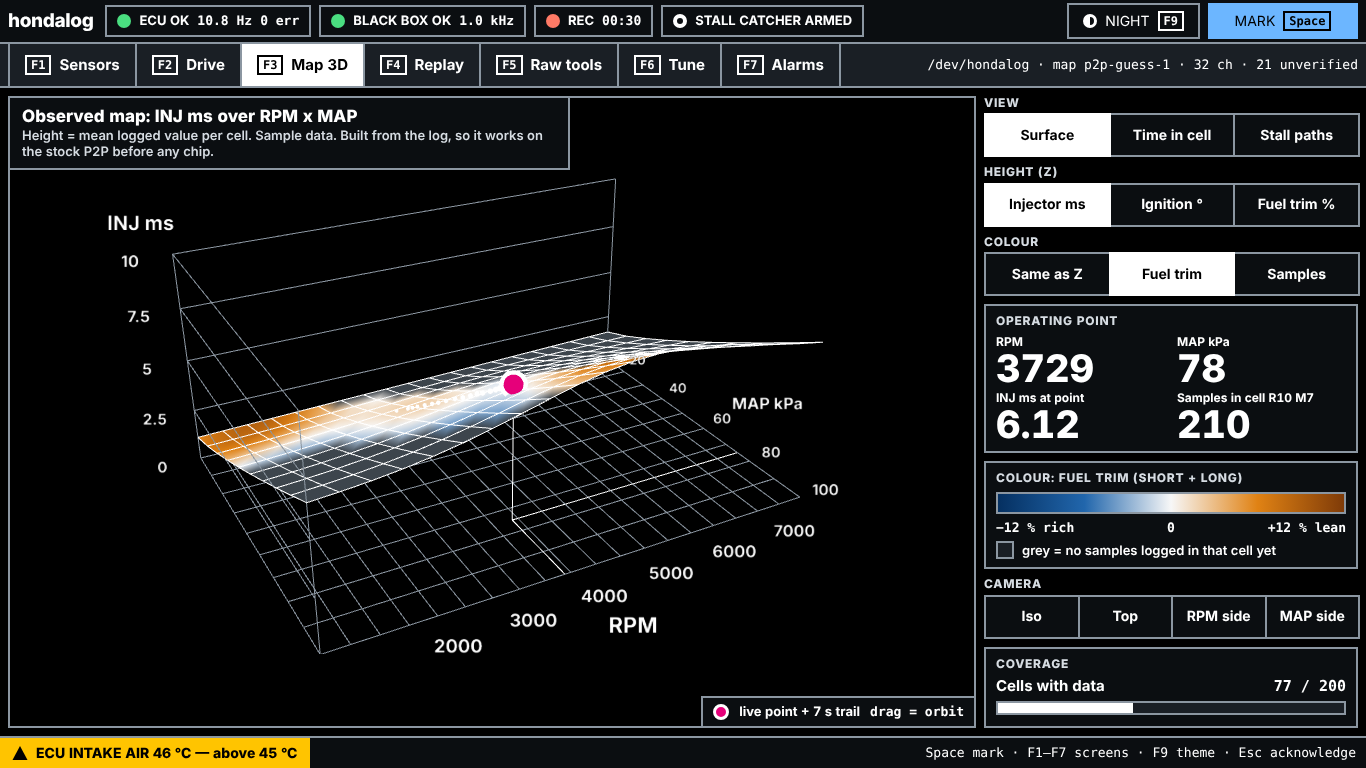 hondalog
ECU OK 10.8 Hz 0 err
BLACK BOX OK 1.0 kHz
REC 00:30
STALL CATCHER ARMED
NIGHT F9
MARK Space
F1 Sensors
F2 Drive
F3 Map 3D
F4 Replay
F5 Raw tools
F6 Tune
F7 Alarms
/dev/hondalog · map p2p-guess-1 · 32 ch · 21 unverified
Observed map: INJ ms over RPM x MAP
Height = mean logged value per cell. Sample data. Built from the log, so it works on
the stock P2P before any chip.
INJ ms
10
7.5
5
2.5
0
20
40
60
80
100
MAP kPa
2000
3000
4000
5000
6000
7000
RPM
live point + 7 s trail drag = orbit
VIEW
Surface
Time in cell
Stall paths
HEIGHT (Z)
Injector ms
Ignition °
Fuel trim %
COLOUR
Same as Z
Fuel trim
Samples
OPERATING POINT
RPM
3729
MAP kPa
78
INJ ms at point
6.12
Samples in cell R10 M7
210
COLOUR: FUEL TRIM (SHORT + LONG)
−12 % rich
0
+12 % lean
grey = no samples logged in that cell yet
CAMERA
Iso
Top
RPM side
MAP side
COVERAGE
Cells with data
77 / 200
ECU INTAKE AIR 46 °C — above 45 °C
Space mark · F1–F7 screens · F9 theme · Esc acknowledge